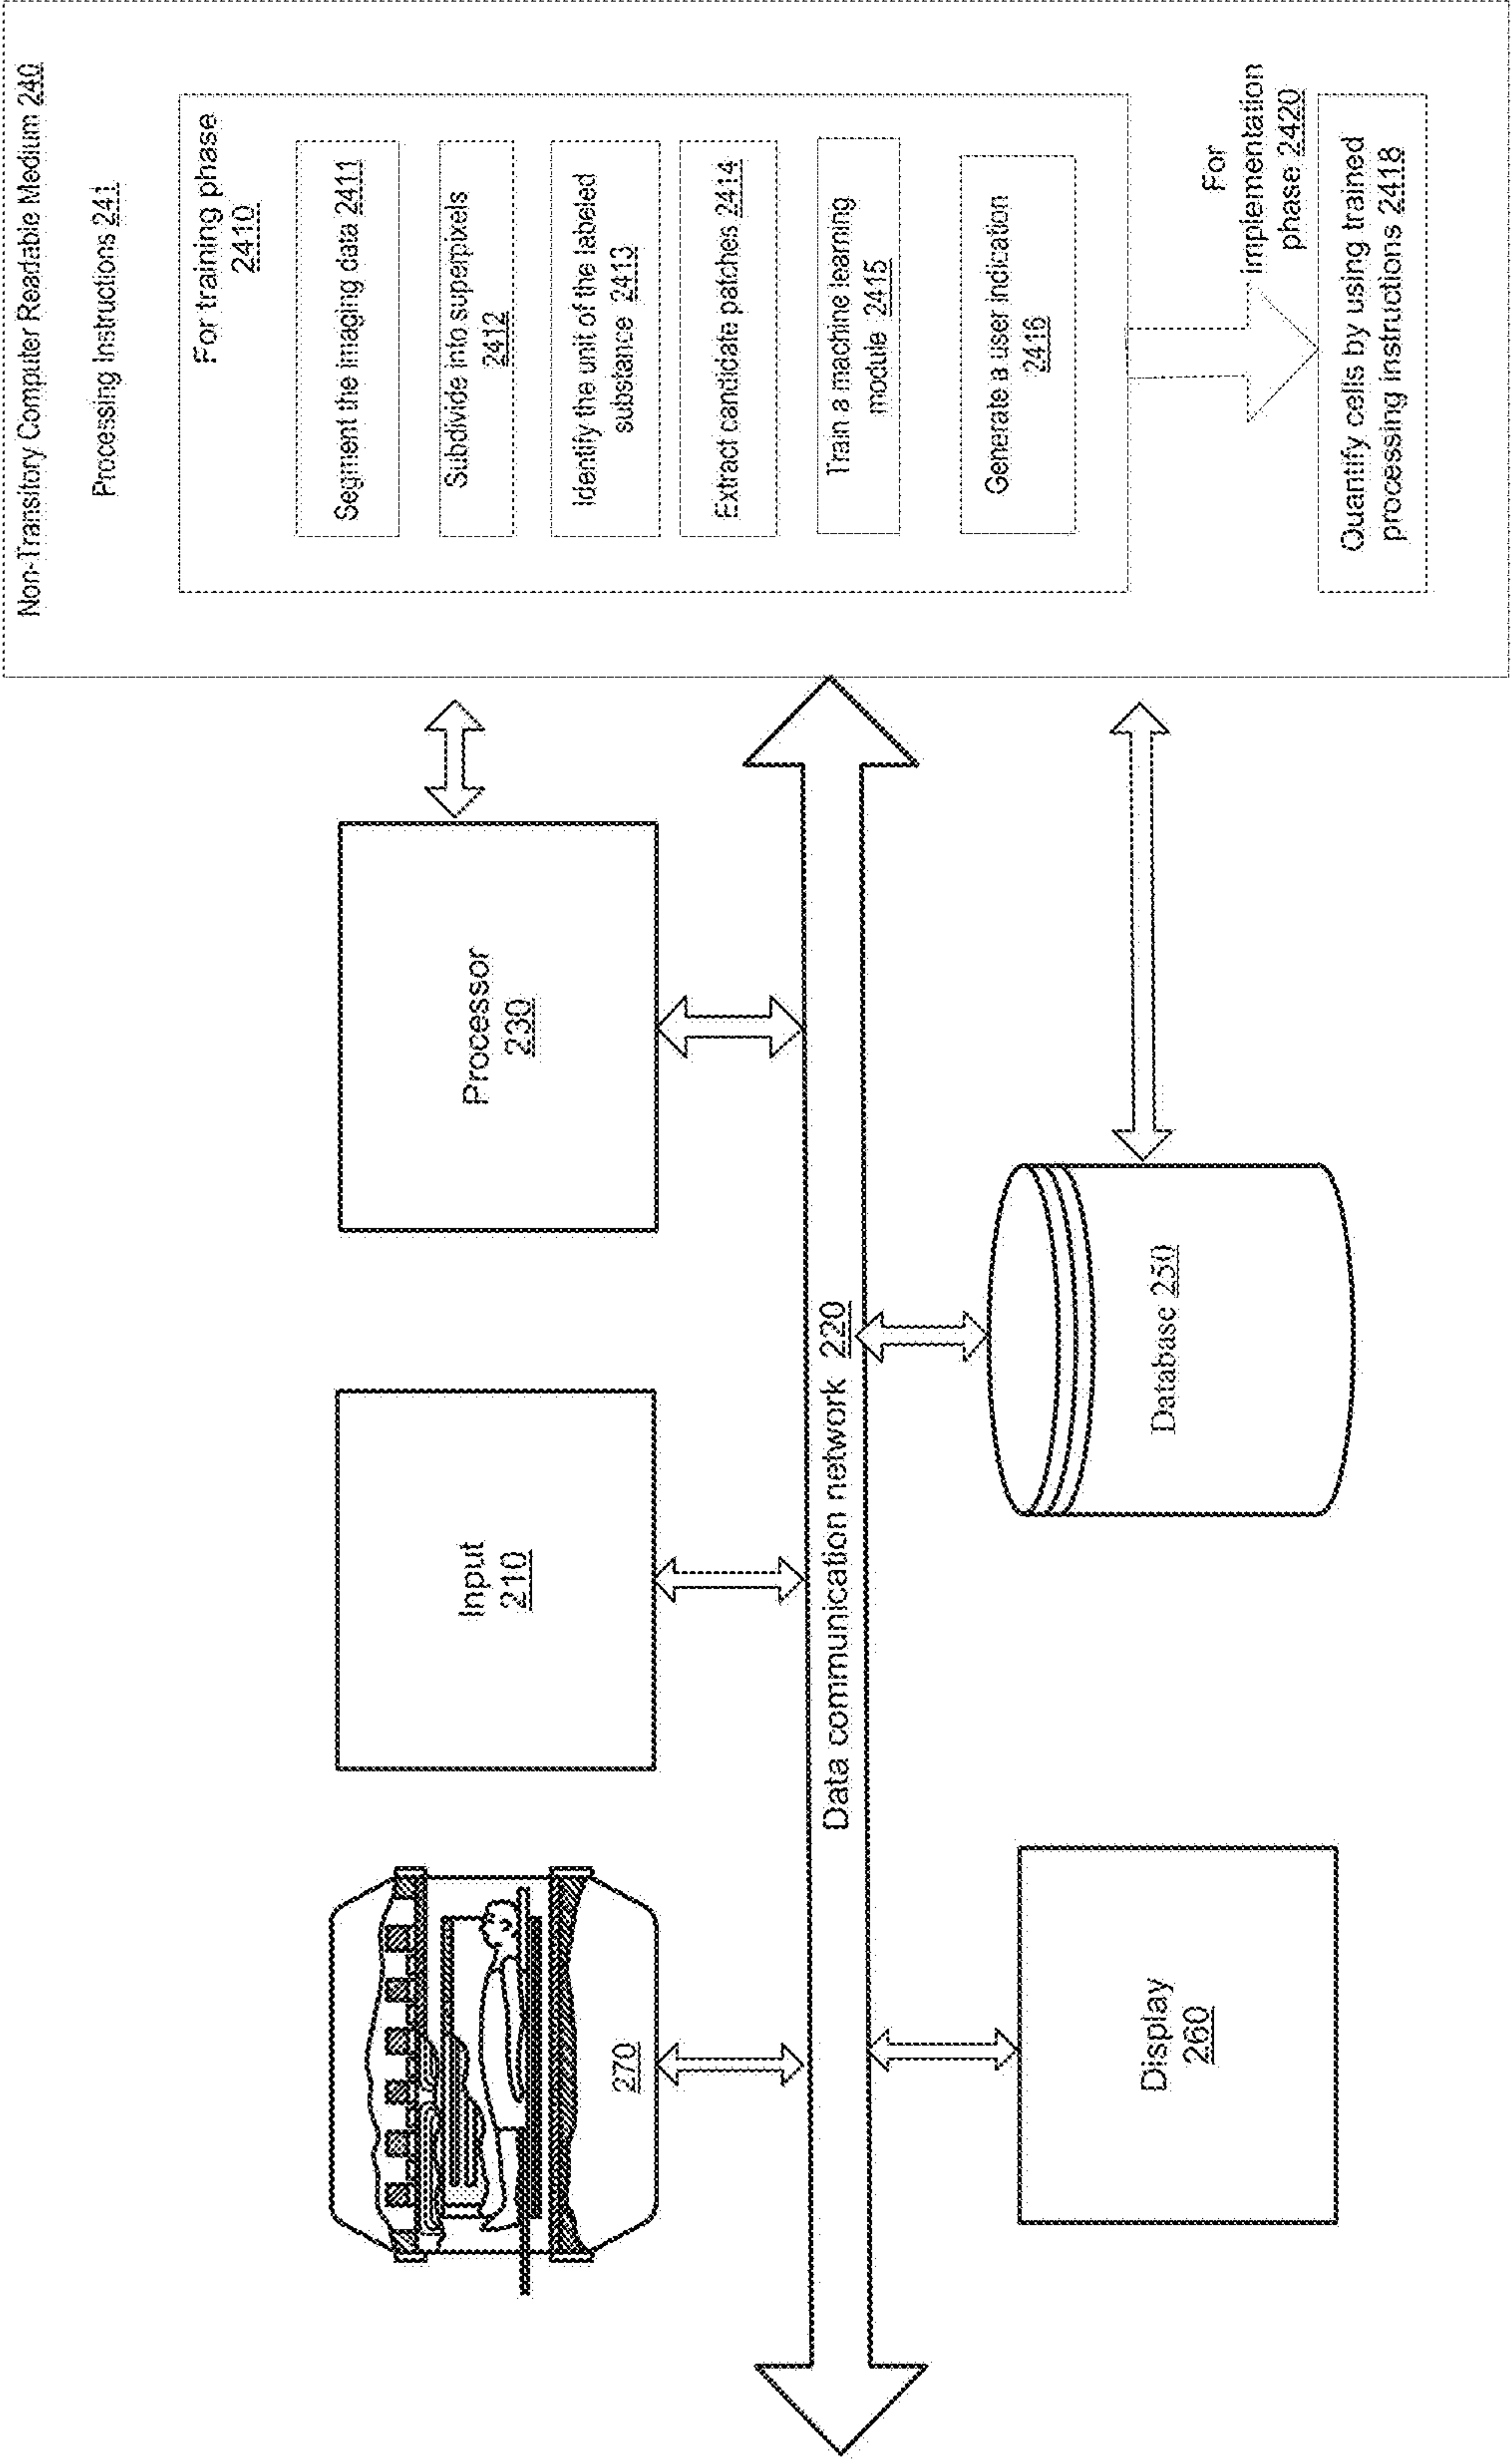 Non-Transitory Computer Readable Medium 240
Processing Instructions 241
For training phase
2410
Segment the imaging data 2411
Subdivide into superpixels
2412
Identify the unit of the labeled
substance 2413
Extract candidate patches 2414
Train a machine learning
module 2415
Generate a user indication
2416
For
implementation
phase 2420
Quantify cells by using trained
processing instructions 2418
270
Input
210
Processor
230
Data communication network 220
Display
260
Database 250